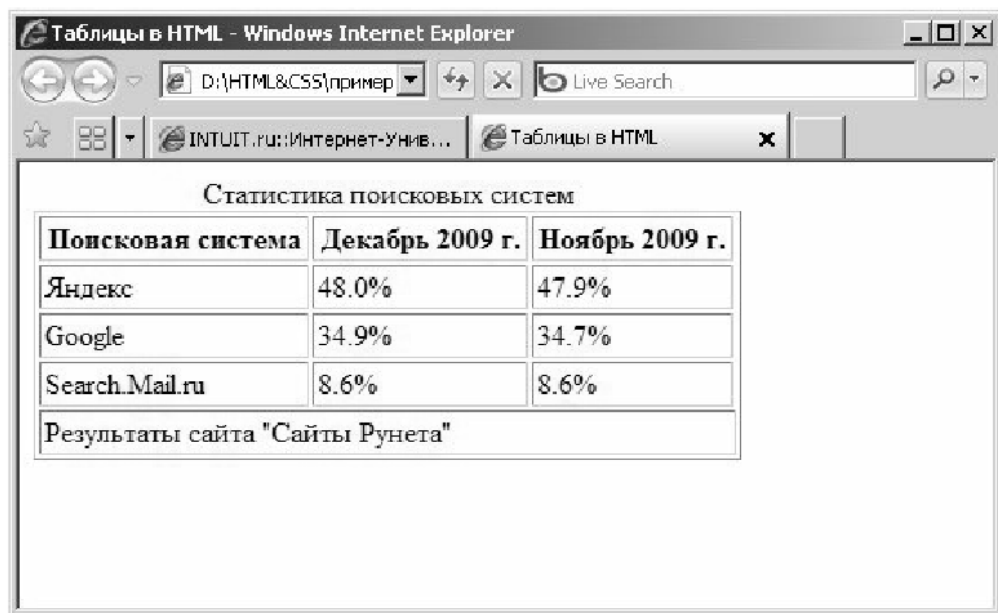 Таблицы в HTML - Windows Internet Explorer
D:\HTML&CSS\пример
Live Search
INTUIT.ru::Интернет-Унив...
Таблицы в HTML
Статистика поисковых систем
Поисковая система Декабрь 2009 г. Ноябрь 2009 г.
Яндекс 48.0% 47.9%
Google 34.9% 34.7%
Search.Mail.ru 8.6% 8.6%
Результаты сайта "Сайты Рунета"